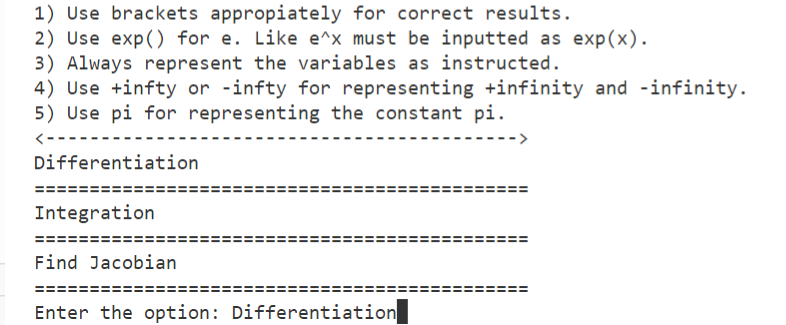 1) Use brackets appropiately for correct results.
2) Use exp() for e. Like e^x must be inputted as exp(x).
3) Always represent the variables as instructed.
4) Use +infty or -infty for representing +infinity and -infinity.
5) Use pi for representing the constant pi.
<------------------------------------------->
Differentiation
=============================================
Integration
=============================================
Find Jacobian
=============================================
Enter the option: Differentiation